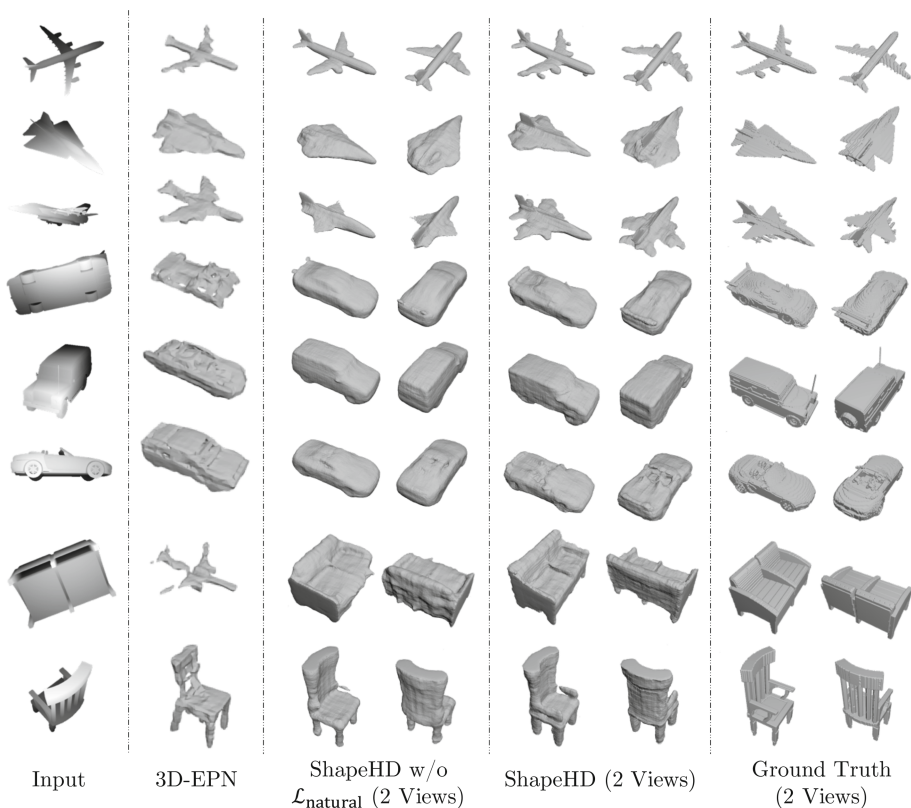 Input
3D-EPN
ShapeHD w/o
ℒnatural (2 Views)
ShapeHD (2 Views)
Ground Truth
(2 Views)